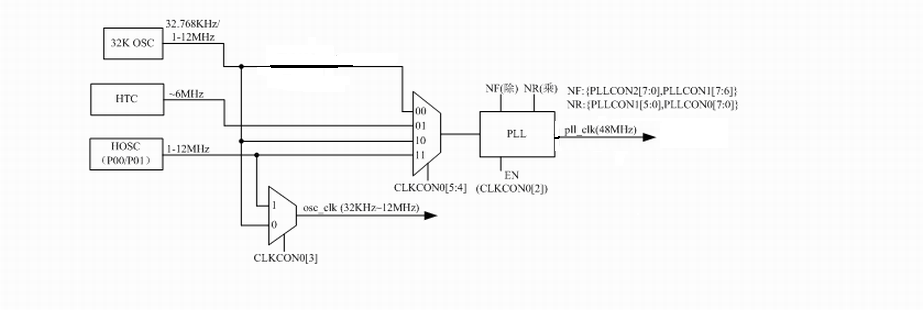 32.768KHz/
1-12MHz
32K OSC
HTC
~6MHz
HOSC
(P00/P01)
1-12MHz
00
01
10
11
CLKCON0[5:4]
NF(除) NR(乘)
NF:{PLLCON2[7:0],PLLCON1[7:6]}
NR:{PLLCON1[5:0],PLLCON0[7:0]}
PLL
pll_clk(48MHz)
EN
(CLKCON0[2])
1
0
osc_clk (32KHz~12MHz)
CLKCON0[3]